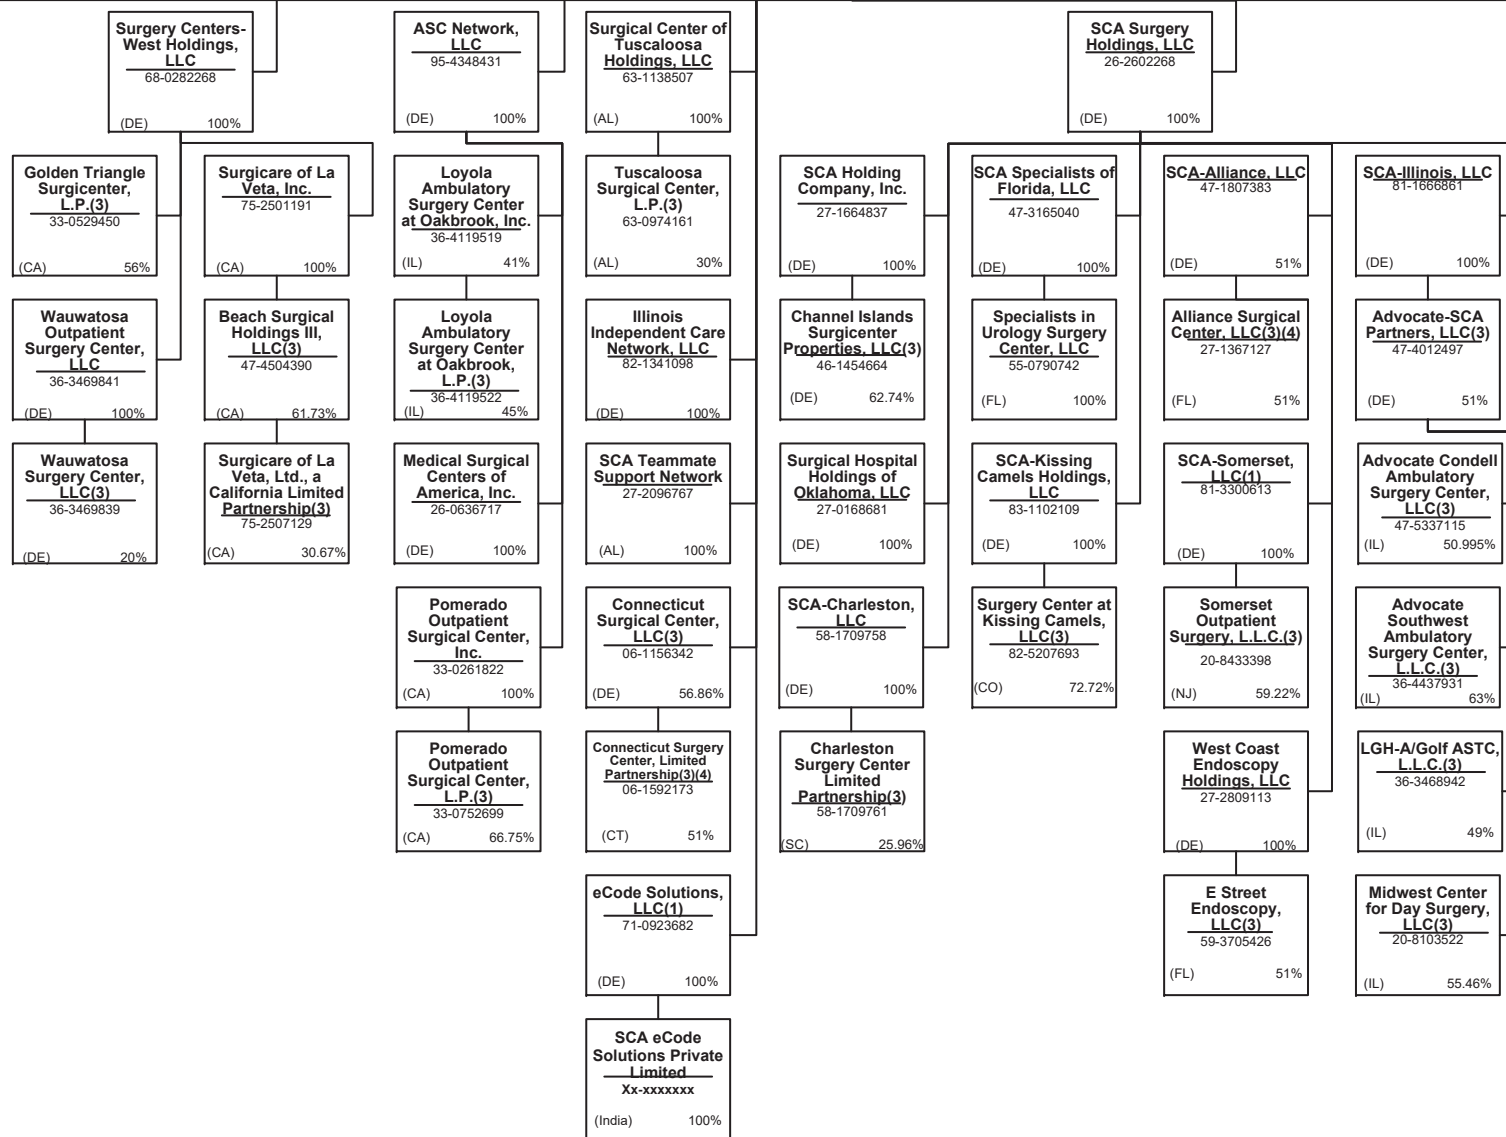 Surgery Centers-
West Holdings,
LLC
68-0282268
(DE) 100%
ASC Network,
LLC
95-4348431
(DE) 100%
Surgical Center of
Tuscaloosa
Holdings, LLC
63-1138507
(AL) 100%
SCA Surgery
Holdings, LLC
26-2602268
(DE) 100%
Golden Triangle
Surgicenter,
L.P.(3)
33-0529450
(CA) 56%
Surgicare of La
Veta, Inc.
75-2501191
(CA) 100%
Loyola
Ambulatory
Surgery Center
at Oakbrook, Inc.
36-4119519
(IL) 41%
Tuscaloosa
Surgical Center,
L.P.(3)
63-0974161
(AL) 30%
SCA Holding
Company, Inc.
27-1664837
(DE) 100%
SCA Specialists of
Florida, LLC
47-3165040
(DE) 100%
SCA-Alliance, LLC
47-1807383
(DE) 51%
SCA-Illinois, LLC
81-1666861
(DE) 100%
Wauwatosa
Outpatient
Surgery Center,
LLC
36-3469841
(DE) 100%
Beach Surgical
Holdings III,
LLC(3)
47-4504390
(CA) 61.73%
Loyola
Ambulatory
Surgery Center
at Oakbrook,
L.P.(3)
36-4119522
(IL) 45%
Illinois
Independent Care
Network, LLC
82-1341098
(DE) 100%
Channel Islands
Surgicenter
Properties, LLC(3)
46-1454664
(DE) 62.74%
Specialists in
Urology Surgery
Center, LLC
55-0790742
(FL) 100%
Alliance Surgical
Center, LLC(3)(4)
27-1367127
(FL) 51%
Advocate-SCA
Partners, LLC(3)
47-4012497
(DE) 51%
Wauwatosa
Surgery Center,
LLC(3)
36-3469839
(DE) 20%
Surgicare of La
Veta, Ltd., a
California Limited
Partnership(3)
75-2507129
(CA) 30.67%
Medical Surgical
Centers of
America, Inc.
26-0636717
(DE) 100%
SCA Teammate
Support Network
27-2096767
(AL) 100%
Surgical Hospital
Holdings of
Oklahoma, LLC
27-0168681
(DE) 100%
SCA-Kissing
Camels Holdings,
LLC
83-1102109
(DE) 100%
SCA-Somerset,
LLC(1)
81-3300613
(DE) 100%
Advocate Condell
Ambulatory
Surgery Center,
LLC(3)
47-5337115
(IL) 50.995%
Pomerado
Outpatient
Surgical Center,
Inc.
33-0261822
(CA) 100%
Connecticut
Surgical Center,
LLC(3)
06-1156342
(DE) 56.86%
SCA-Charleston,
LLC
58-1709758
(DE) 100%
Surgery Center at
Kissing Camels,
LLC(3)
82-5207693
(CO) 72.72%
Somerset
Outpatient
Surgery, L.L.C.(3)
20-8433398
(NJ) 59.22%
Advocate
Southwest
Ambulatory
Surgery Center,
L.L.C.(3)
36-4437931
(IL) 63%
Pomerado
Outpatient
Surgical Center,
L.P.(3)
33-0752699
(CA) 66.75%
Connecticut Surgery
Center, Limited
Partnership(3)(4)
06-1592173
(CT) 51%
Charleston
Surgery Center
Limited
Partnership(3)
58-1709761
(SC) 25.96%
West Coast
Endoscopy
Holdings, LLC
27-2809113
(DE) 100%
LGH-A/Golf ASTC,
L.L.C.(3)
36-3468942
(IL) 49%
eCode Solutions,
LLC(1)
71-0923682
(DE) 100%
E Street
Endoscopy,
LLC(3)
59-3705426
(FL) 51%
Midwest Center
for Day Surgery,
LLC(3)
20-8103522
(IL) 55.46%
SCA eCode
Solutions Private
Limited
Xx-xxxxxxx
(India) 100%